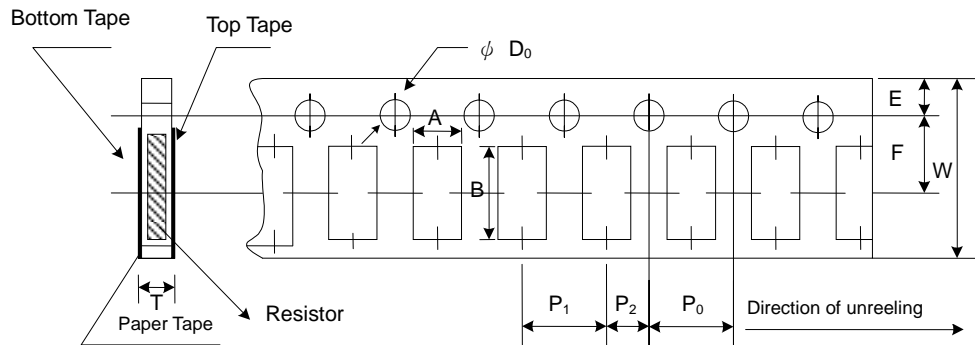 Bottom Tape
Top Tape
ψ D₀
E
A
F
W
B
T
P₁
P₂
P₀
Direction of unreeling
Resistor
Paper Tape